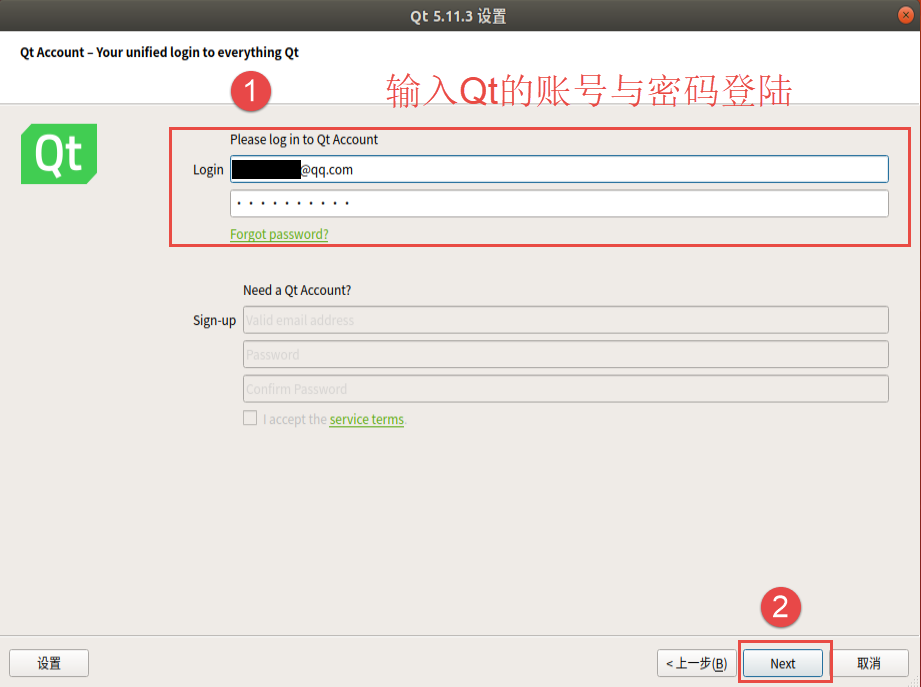 Qt 5.11.3 设置
Qt Account – Your unified login to everything Qt
1
输入Qt的账号与密码登陆
Qt
Please log in to Qt Account
Login
@qq.com
Forgot password?
Need a Qt Account?
Sign-up
Valid email address
Password
Confirm Password
I accept the service terms.
2
设置
< 上一步(B)
Next
取消